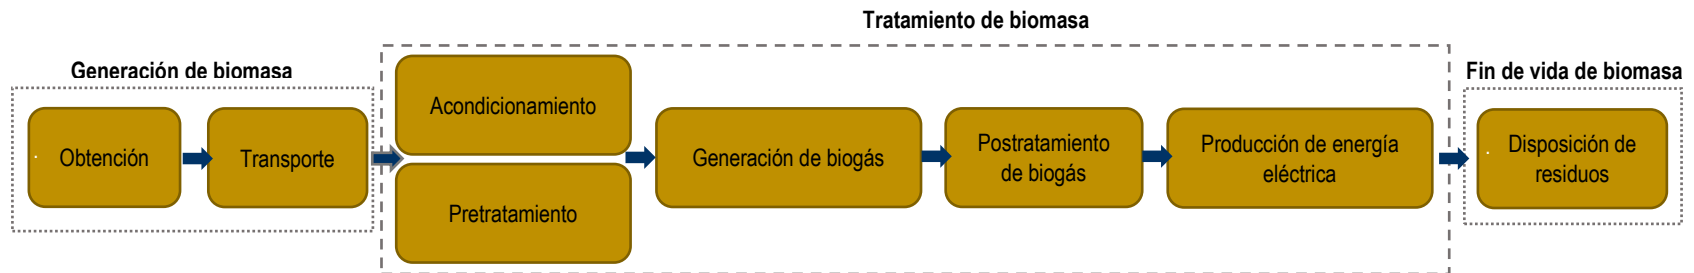 Tratamiento de biomasa
Generación de biomasa
Fin de vida de biomasa
Obtención
Transporte
Acondicionamiento
Pretratamiento
Generación de biogás
Postratamiento
de biogás
Producción de energía
eléctrica
Disposición de
residuos